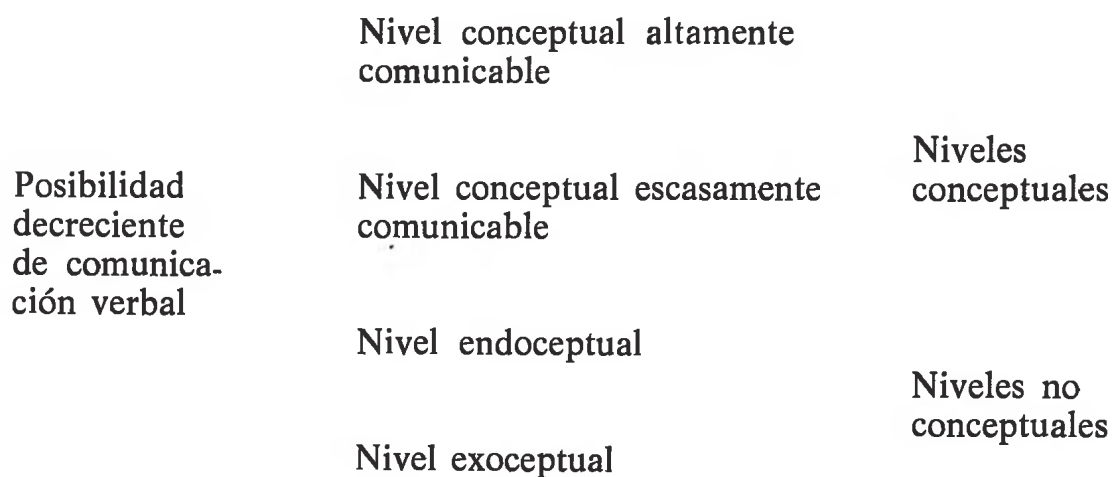 Nivel conceptual altamente
comunicable
Niveles
conceptuales
Posibilidad
decreciente
de comunica-
ción verbal
Nivel conceptual escasamente
comunicable
Nivel endoceptual
Niveles no
conceptuales
Nivel exoceptual